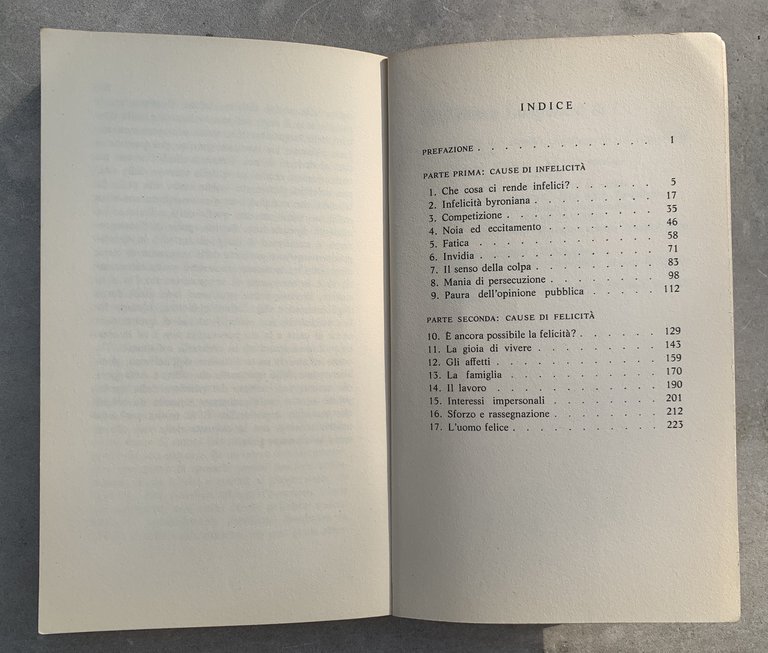 INDICE
PREFAZIONE . . . . . . . . . . . . 1
PARTE PRIMA: CAUSE DI INFELICITÀ
1. Che cosa ci rende infelici? . . . . . . 5
2. Infelicità byroniana . . . . . . . . 17
3. Competizione . . . . . . . . . . 35
4. Noia ed eccitamento . . . . . . . . 46
5. Fatica . . . . . . . . . . . . 58
6. Invidia . . . . . . . . . . . . 71
7. Il senso della colpa . . . . . . . . 83
8. Mania di persecuzione . . . . . . . 98
9. Paura dell'opinione pubblica . . . . . 112
PARTE SECONDA: CAUSE DI FELICITÀ
10. È ancora possibile la felicità? . . . . . 129
11. La gioia di vivere . . . . . . . . 143
12. Gli affetti . . . . . . . . . . 159
13. La famiglia . . . . . . . . . . 170
14. Il lavoro . . . . . . . . . . 190
15. Interessi impersonali . . . . . . . 201
16. Sforzo e rassegnazione . . . . . . . 212
17. L'uomo felice . . . . . . . . . . 223